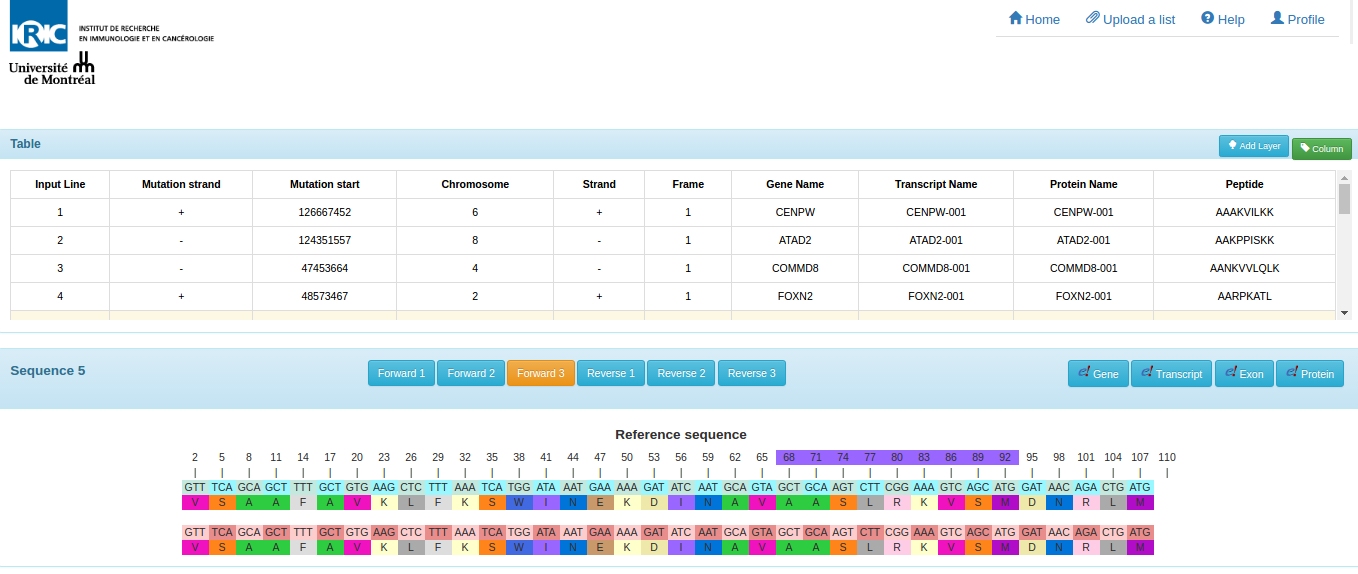 Home Upload a list Help Profile
IRIC INSTITUT DE RECHERCHE
EN IMMUNOLOGIE ET EN CANCÉROLOGIE
Université
de Montréal
Table Add Layer Column
Input Line Mutation strand Mutation start Chromosome Strand Frame Gene Name Transcript Name Protein Name Peptide
1 + 126667452 6 + 1 CENPW CENPW-001 CENPW-001 AAAKVILKK
2 - 124351557 8 - 1 ATAD2 ATAD2-001 ATAD2-001 AAKPPISKK
3 - 47453664 4 - 1 COMMD8 COMMD8-001 COMMD8-001 AANKVVLQLK
4 + 48573467 2 + 1 FOXN2 FOXN2-001 FOXN2-001 AARPKATL
Sequence 5 Forward 1 Forward 2 Forward 3 Reverse 1 Reverse 2 Reverse 3 e! Gene e! Transcript e! Exon e! Protein
Reference sequence
2 5 8 11 14 17 20 23 26 29 32 35 38 41 44 47 50 53 56 59 62 65 68 71 74 77 80 83 86 89 92 95 98 101 104 107 110
| | | | | | | | | | | | | | | | | | | | | | | | | | | | | | | | | | | | |
GTT TCA GCA GCT TTT GCT GTG AAG CTC TTT AAA TCA TGG ATA AAT GAA AAA GAT ATC AAT GCA GTA GCT GCA AGT CTT CGG AAA GTC AGC ATG GAT AAC AGA CTG ATG
V S A A F A V K L F K S W I N E K D I N A V A A S L R K V S M D N R L M
GTT TCA GCA GCT TTT GCT GTG AAG CTC TTT AAA TCA TGG ATA AAT GAA AAA GAT ATC AAT GCA GTA GCT GCA AGT CTT CGG AAA GTC AGC ATG GAT AAC AGA CTG ATG
V S A A F A V K L F K S W I N E K D I N A V A A S L R K V S M D N R L M